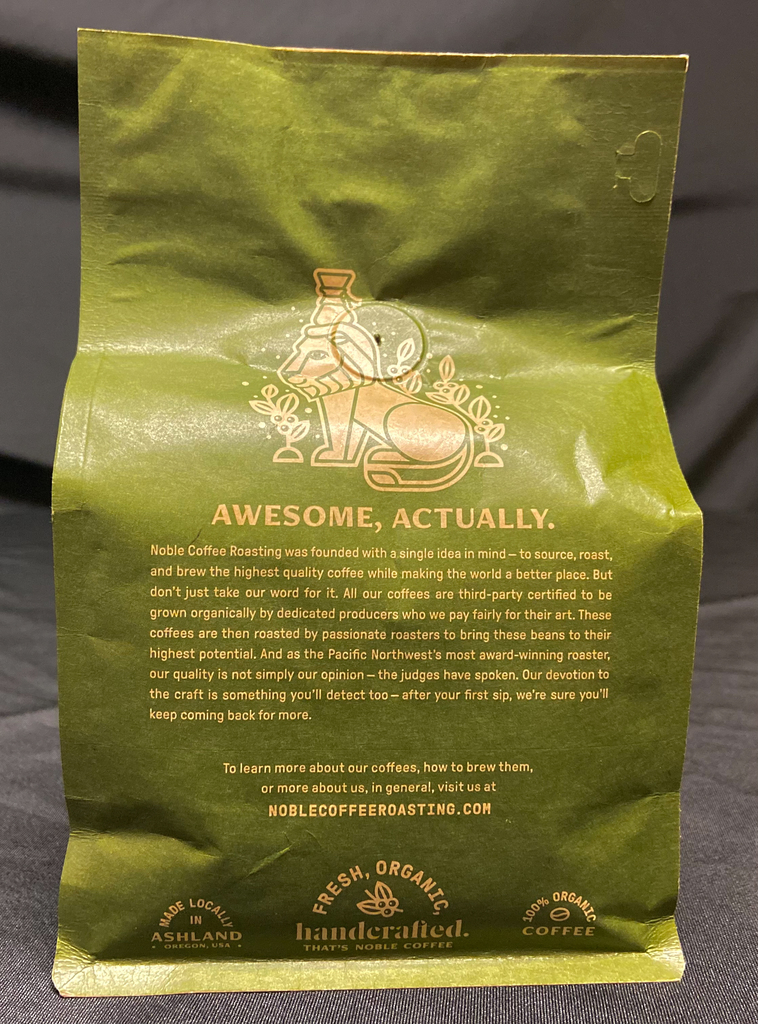 AWESOME, ACTUALLY.
Noble Coffee Roasting was founded with a single idea in mind – to source, roast,
and brew the highest quality coffee while making the world a better place. But
don't just take our word for it. All our coffees are third-party certified to be
grown organically by dedicated producers who we pay fairly for their art. These
coffees are then roasted by passionate roasters to bring these beans to their
highest potential. And as the Pacific Northwest's most award-winning roaster,
our quality is not simply our opinion – the judges have spoken. Our devotion to
the craft is something you'll detect too – after your first sip, we're sure you'll
keep coming back for more.
To learn more about our coffees, how to brew them,
or more about us, in general, visit us at
NOBLECOFFEEROASTING.COM
MADE LOCALLY
IN
ASHLAND
• OREGON, USA •
FRESH, ORGANIC,
handcrafted.
THAT'S NOBLE COFFEE
100% ORGANIC
COFFEE